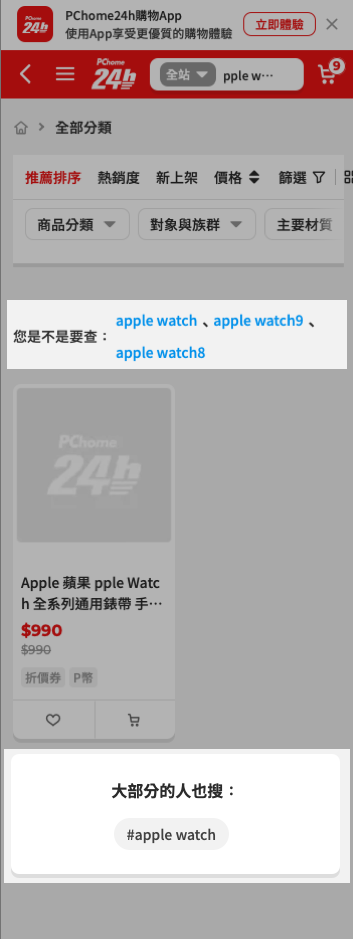 PChome 24h
PChome24h購物App
使用App享受更優質的購物體驗
立即體驗
PChome 24h
全站
pple w…
9
全部分類
推薦排序 熱銷度 新上架 價格 篩選
商品分類 對象與族群 主要材質
您是不是要查：
apple watch 、apple watch9 、
apple watch8
PChome
24h
Apple 蘋果 pple Watc
h 全系列通用錶帶 手…
$990
$990
折價券 P幣
大部分的人也搜：
#apple watch